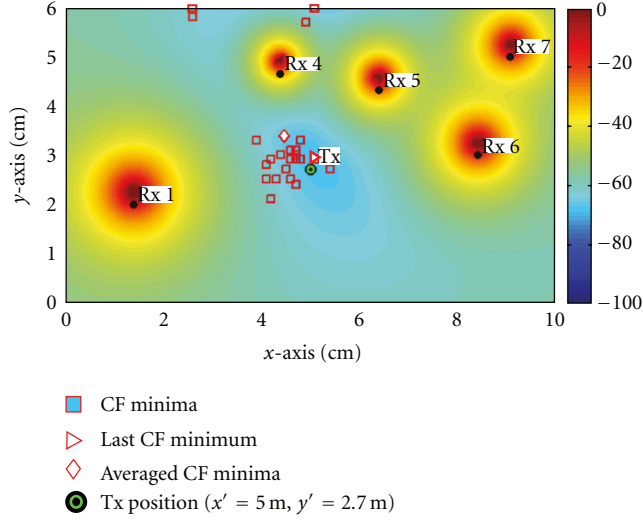 6
5
4
3
2
1
0
y-axis (cm)
0
2
4
6
8
10
x-axis (cm)
Rx 1
Rx 4
Rx 5
Rx 6
Rx 7
Tx
0
−20
−40
−60
−80
−100
CF minima
Last CF minimum
Averaged CF minima
Tx position (x′ = 5 m, y′ = 2.7 m)